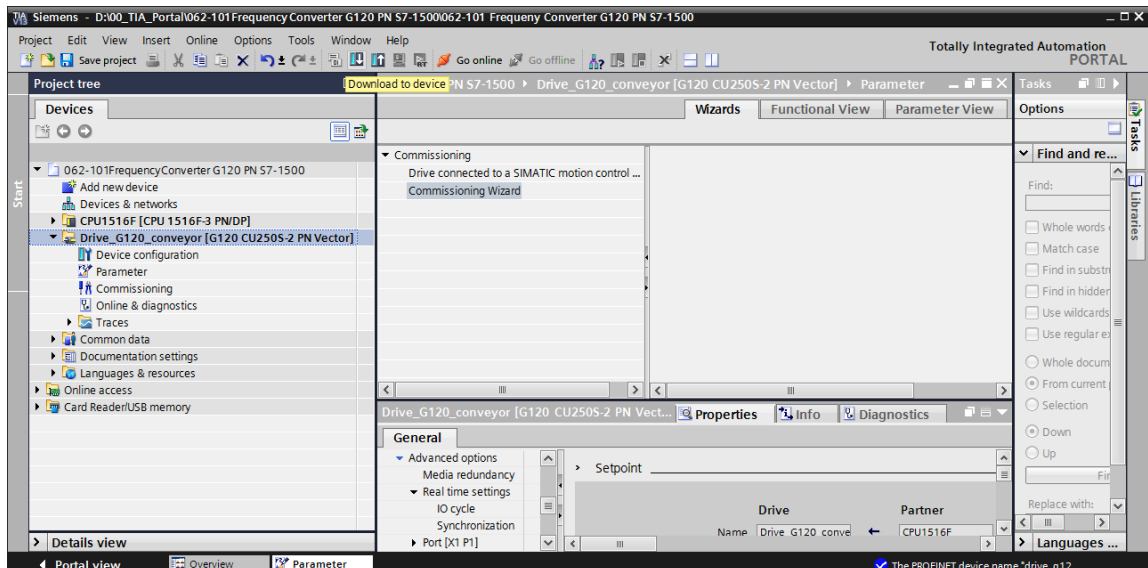 Siemens - D:\00_TIA_Portal\062-101Frequency Converter G120 PN S7-1500\062-101 Frequeny Converter G120 PN S7-1500
Project Edit View Insert Online Options Tools Window Help
Totally Integrated Automation
PORTAL
Save project Go online Go offline
Project tree
Download to device PN S7-1500 Drive_G120_conveyor [G120 CU250S-2 PN Vector] Parameter
Tasks
Devices
Wizards Functional View Parameter View
Options
Find and re...
Find:
Whole words
Match case
Find in substr
Find in hidden
Use wildcards
Use regular ex
Whole docum
From current
Selection
Down
Up
Fin
Replace with:
Languages ...
Tasks
Libraries
Start
062-101FrequencyConverter G120 PN S7-1500
Add new device
Devices & networks
CPU1516F [CPU 1516F-3 PN/DP]
Drive_G120_conveyor [G120 CU250S-2 PN Vector]
Device configuration
Parameter
Commissioning
Online & diagnostics
Traces
Common data
Documentation settings
Languages & resources
Online access
Card Reader/USB memory
Commissioning
Drive connected to a SIMATIC motion control ...
Commissioning Wizard
Drive_G120_conveyor [G120 CU250S-2 PN Vect...
Properties Info Diagnostics
General
Advanced options
Media redundancy
Real time settings
IO cycle
Synchronization
Port [X1 P1]
Setpoint
Drive Partner
Name Drive_G120_conve CPU1516F
Details view
Portal view Overview Parameter
The PROFINET device name "drive_g12